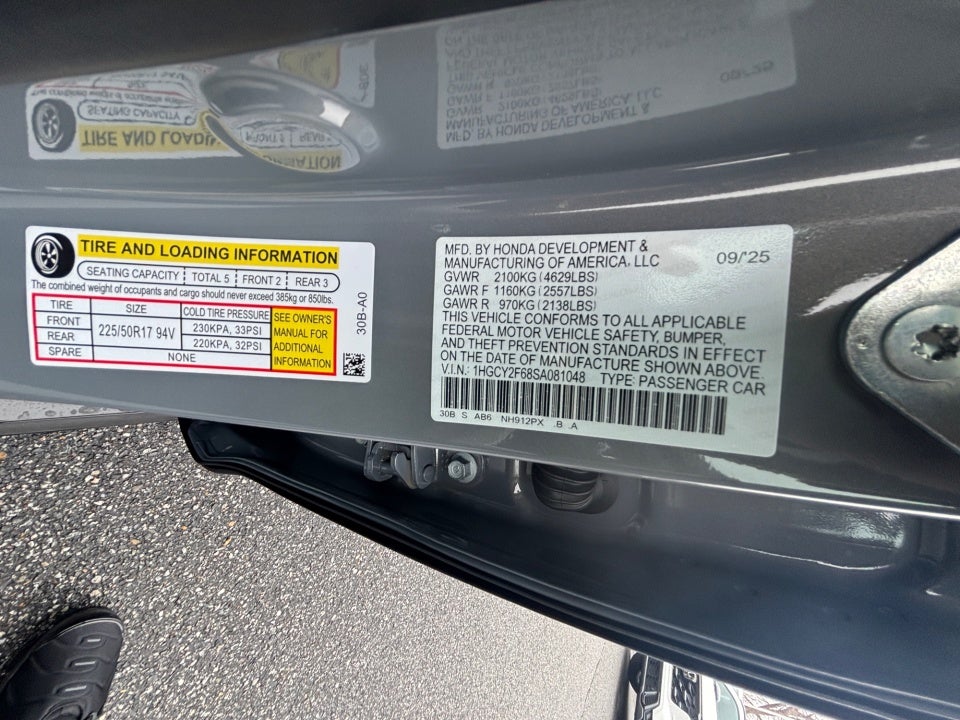 TIRE AND LOADING INFORMATION
SEATING CAPACITY TOTAL 5 FRONT 2 REAR 3
The combined weight of occupants and cargo should never exceed 385kg or 850lbs.
TIRE SIZE COLD TIRE PRESSURE
FRONT 225/50R17 94V 230KPA, 33PSI
REAR 220KPA, 33PSI
SPARE NONE
SEE OWNER'S
MANUAL FOR
ADDITIONAL
INFORMATION
30B-A0
MFD. BY HONDA DEVELOPMENT &
MANUFACTURING OF AMERICA, LLC
09/'25
GVWR 2100KG (4629LBS)
GAWR F 1160KG (2557LBS)
GAWR R 970KG (2138LBS)
THIS VEHICLE CONFORMS TO ALL APPLICABLE
FEDERAL MOTOR VEHICLE SAFETY, BUMPER,
AND THEFT PREVENTION STANDARDS IN EFFECT
ON THE DATE OF MANUFACTURE SHOWN ABOVE.
V.I.N.: 1HGCY2F68SA081048 TYPE: PASSENGER CAR
30B S AB6 NH912PX .B .A